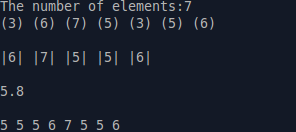 The number of elements:7
(3) (6) (7) (5) (3) (5) (6)
|6| |7| |5| |5| |6|
5.8
5 5 5 6 7 5 5 6